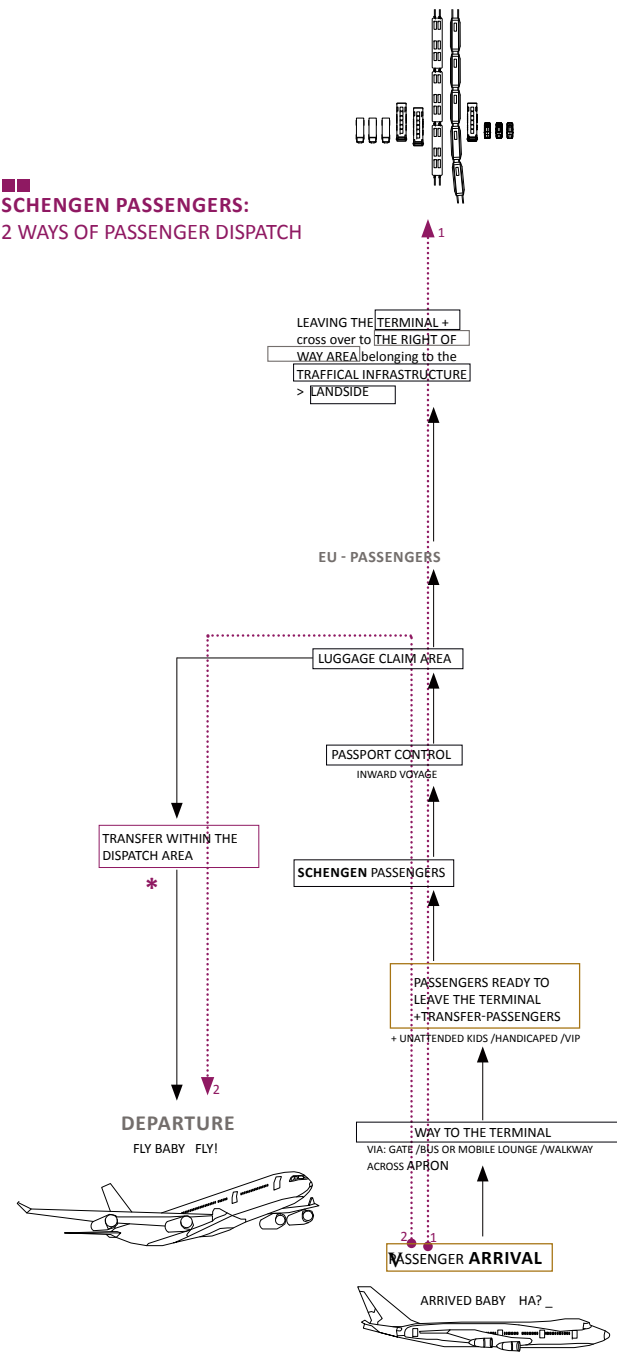 SCHENGEN PASSENGERS:
2 WAYS OF PASSENGER DISPATCH
1
LEAVING THE TERMINAL +
cross over to THE RIGHT OF
WAY AREA belonging to the
TRAFFICAL INFRASTRUCTURE
> LANDSIDE
EU - PASSENGERS
LUGGAGE CLAIM AREA
PASSPORT CONTROL
INWARD VOYAGE
TRANSFER WITHIN THE
DISPATCH AREA
*
SCHENGEN PASSENGERS
PASSENGERS READY TO
LEAVE THE TERMINAL
+TRANSFER-PASSENGERS
+ UNATTENDED KIDS /HANDICAPED /VIP
2
DEPARTURE
FLY BABY FLY!
WAY TO THE TERMINAL
VIA: GATE /BUS OR MOBILE LOUNGE /WALKWAY
ACROSS APRON
2 1
PASSENGER ARRIVAL
ARRIVED BABY HA? _